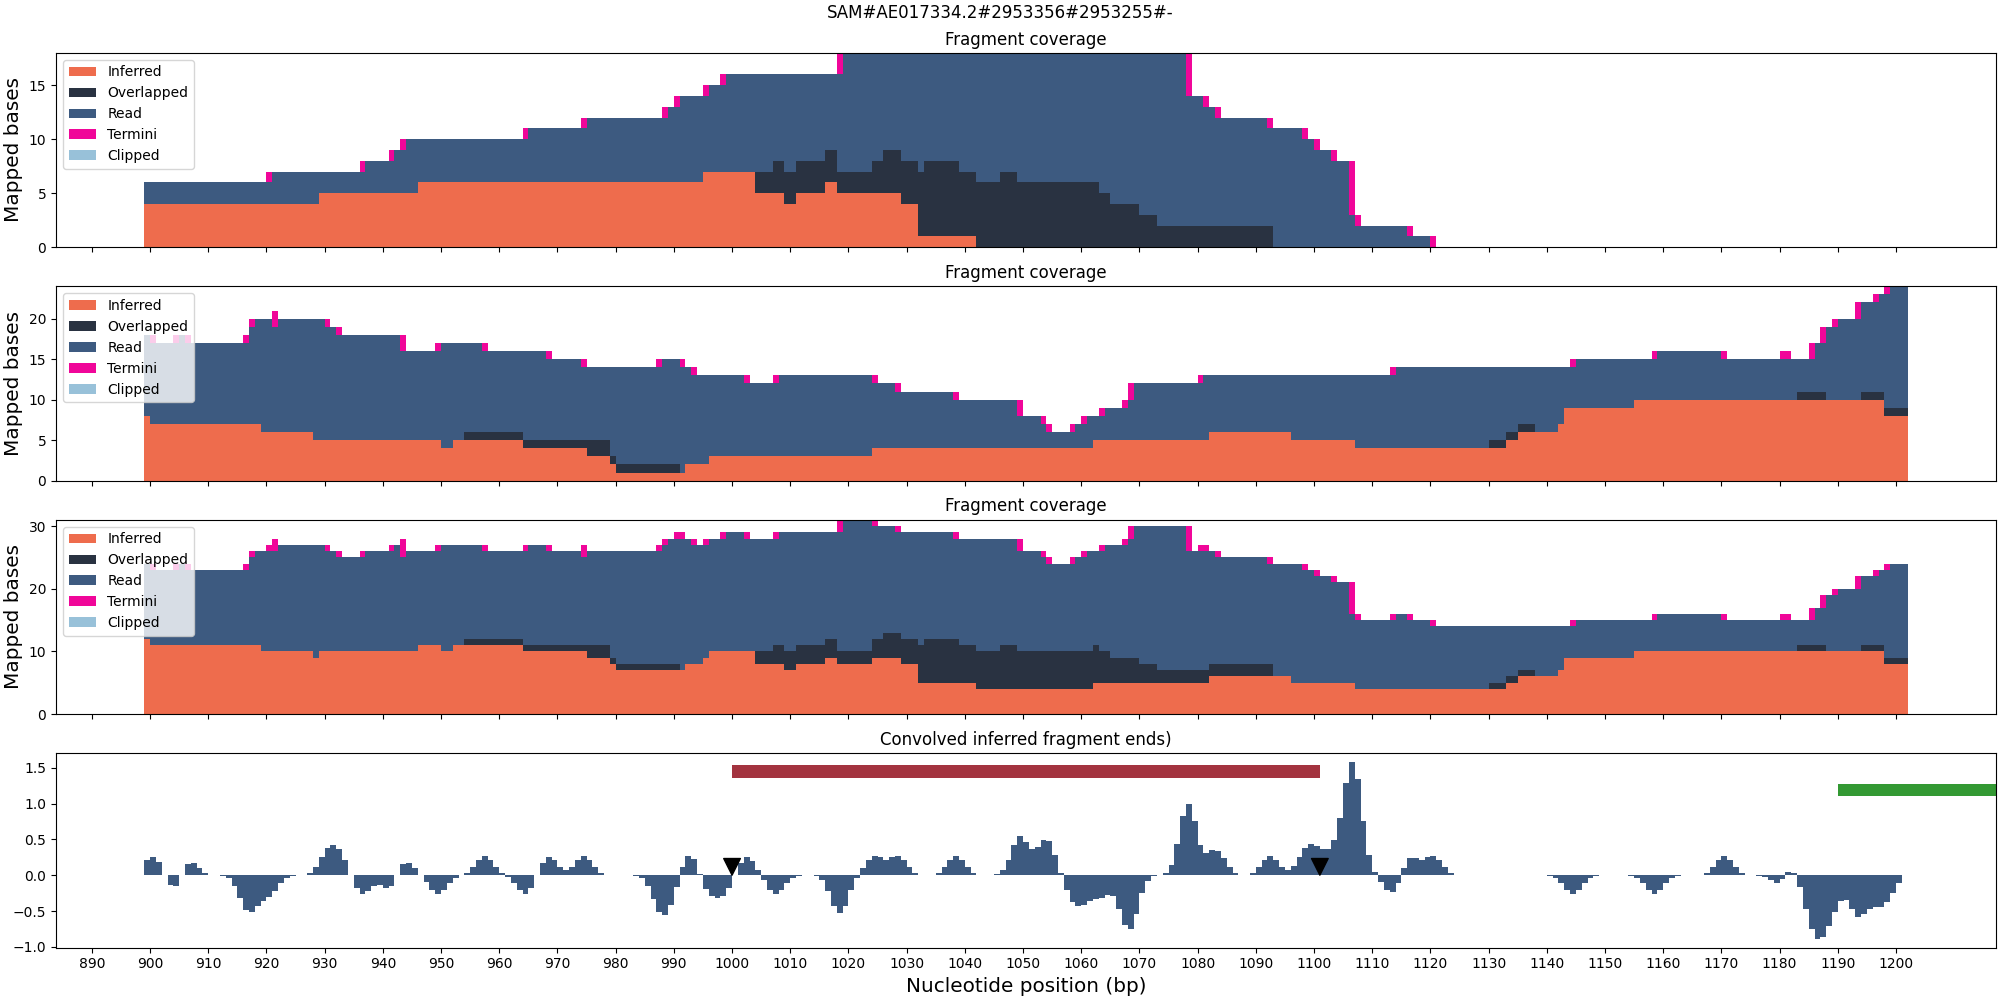 SAM#AE017334.2#2953356#2953255#-
Fragment coverage
Mapped bases
15
10
5
0
Inferred
Overlapped
Read
Termini
Clipped
Fragment coverage
Mapped bases
20
15
10
5
0
Inferred
Overlapped
Read
Termini
Clipped
Fragment coverage
Mapped bases
30
20
10
0
Inferred
Overlapped
Read
Termini
Clipped
Convolved inferred fragment ends)
1.5
1.0
0.5
0.0
−0.5
−1.0
890 900 910 920 930 940 950 960 970 980 990 1000 1010 1020 1030 1040 1050 1060 1070 1080 1090 1100 1110 1120 1130 1140 1150 1160 1170 1180 1190 1200
Nucleotide position (bp)